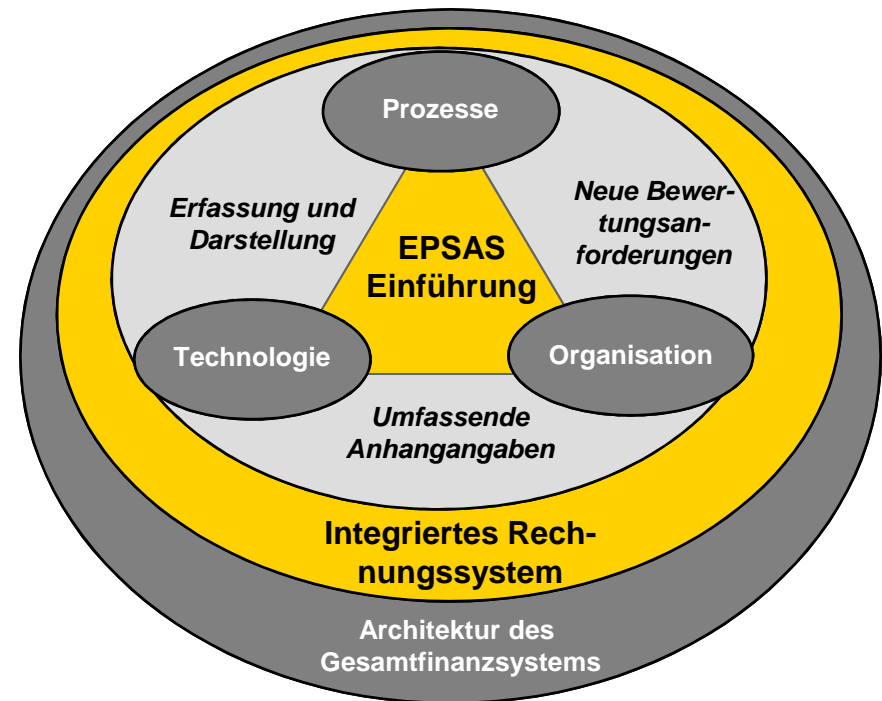 Prozesse
Erfassung und
Darstellung
Neue Bewer-
tungsan-
forderungen
EPSAS
Einführung
Technologie
Organisation
Umfassende
Anhangangaben
Integriertes Rech-
nungssystem
Architektur des
Gesamtfinanzsystems